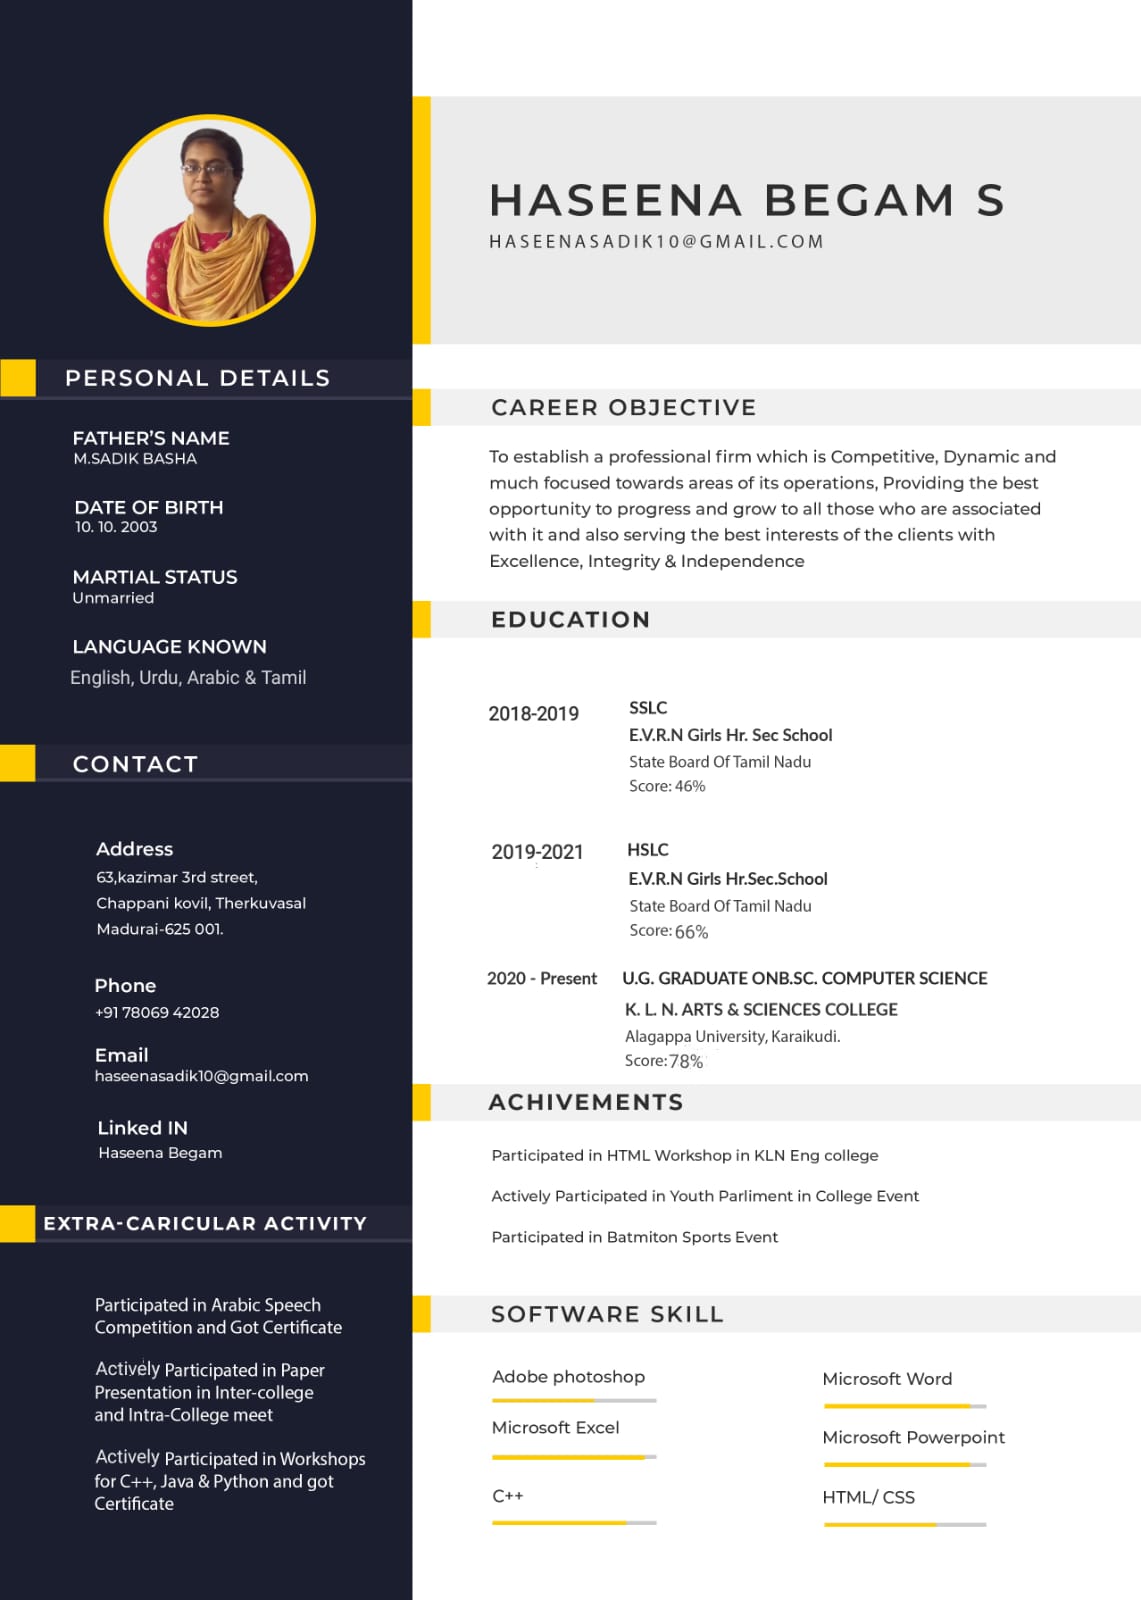 HASEENA BEGAM S
HASEENASADIK10@GMAIL.COM
PERSONAL DETAILS
FATHER'S NAME
M.SADIK BASHA
DATE OF BIRTH
10. 10. 2003
MARTIAL STATUS
Unmarried
LANGUAGE KNOWN
English, Urdu, Arabic & Tamil
CONTACT
Address
63,kazimar 3rd street,
Chappani kovil, Therkuvasal
Madurai-625 001.
Phone
+91 78069 42028
Email
haseenasadik10@gmail.com
Linked IN
Haseena Begam
EXTRA-CARICULAR ACTIVITY
Participated in Arabic Speech
Competition and Got Certificate
Actively Participated in Paper
Presentation in Inter-college
and Intra-College meet
Actively Participated in Workshops
for C++, Java & Python and got
Certificate
CAREER OBJECTIVE
To establish a professional firm which is Competitive, Dynamic and
much focused towards areas of its operations, Providing the best
opportunity to progress and grow to all those who are associated
with it and also serving the best interests of the clients with
Excellence, Integrity & Independence
EDUCATION
2018-2019
SSLC
E.V.R.N Girls Hr. Sec School
State Board Of Tamil Nadu
Score: 46%
2019-2021
HSLC
E.V.R.N Girls Hr.Sec.School
State Board Of Tamil Nadu
Score: 66%
2020 - Present
U.G. GRADUATE ONB.SC. COMPUTER SCIENCE
K. L. N. ARTS & SCIENCES COLLEGE
Alagappa University, Karaikudi.
Score:78%
ACHIVEMENTS
Participated in HTML Workshop in KLN Eng college
Actively Participated in Youth Parliment in College Event
Participated in Batmiton Sports Event
SOFTWARE SKILL
Adobe photoshop
Microsoft Word
Microsoft Excel
Microsoft Powerpoint
C++
HTML/ CSS